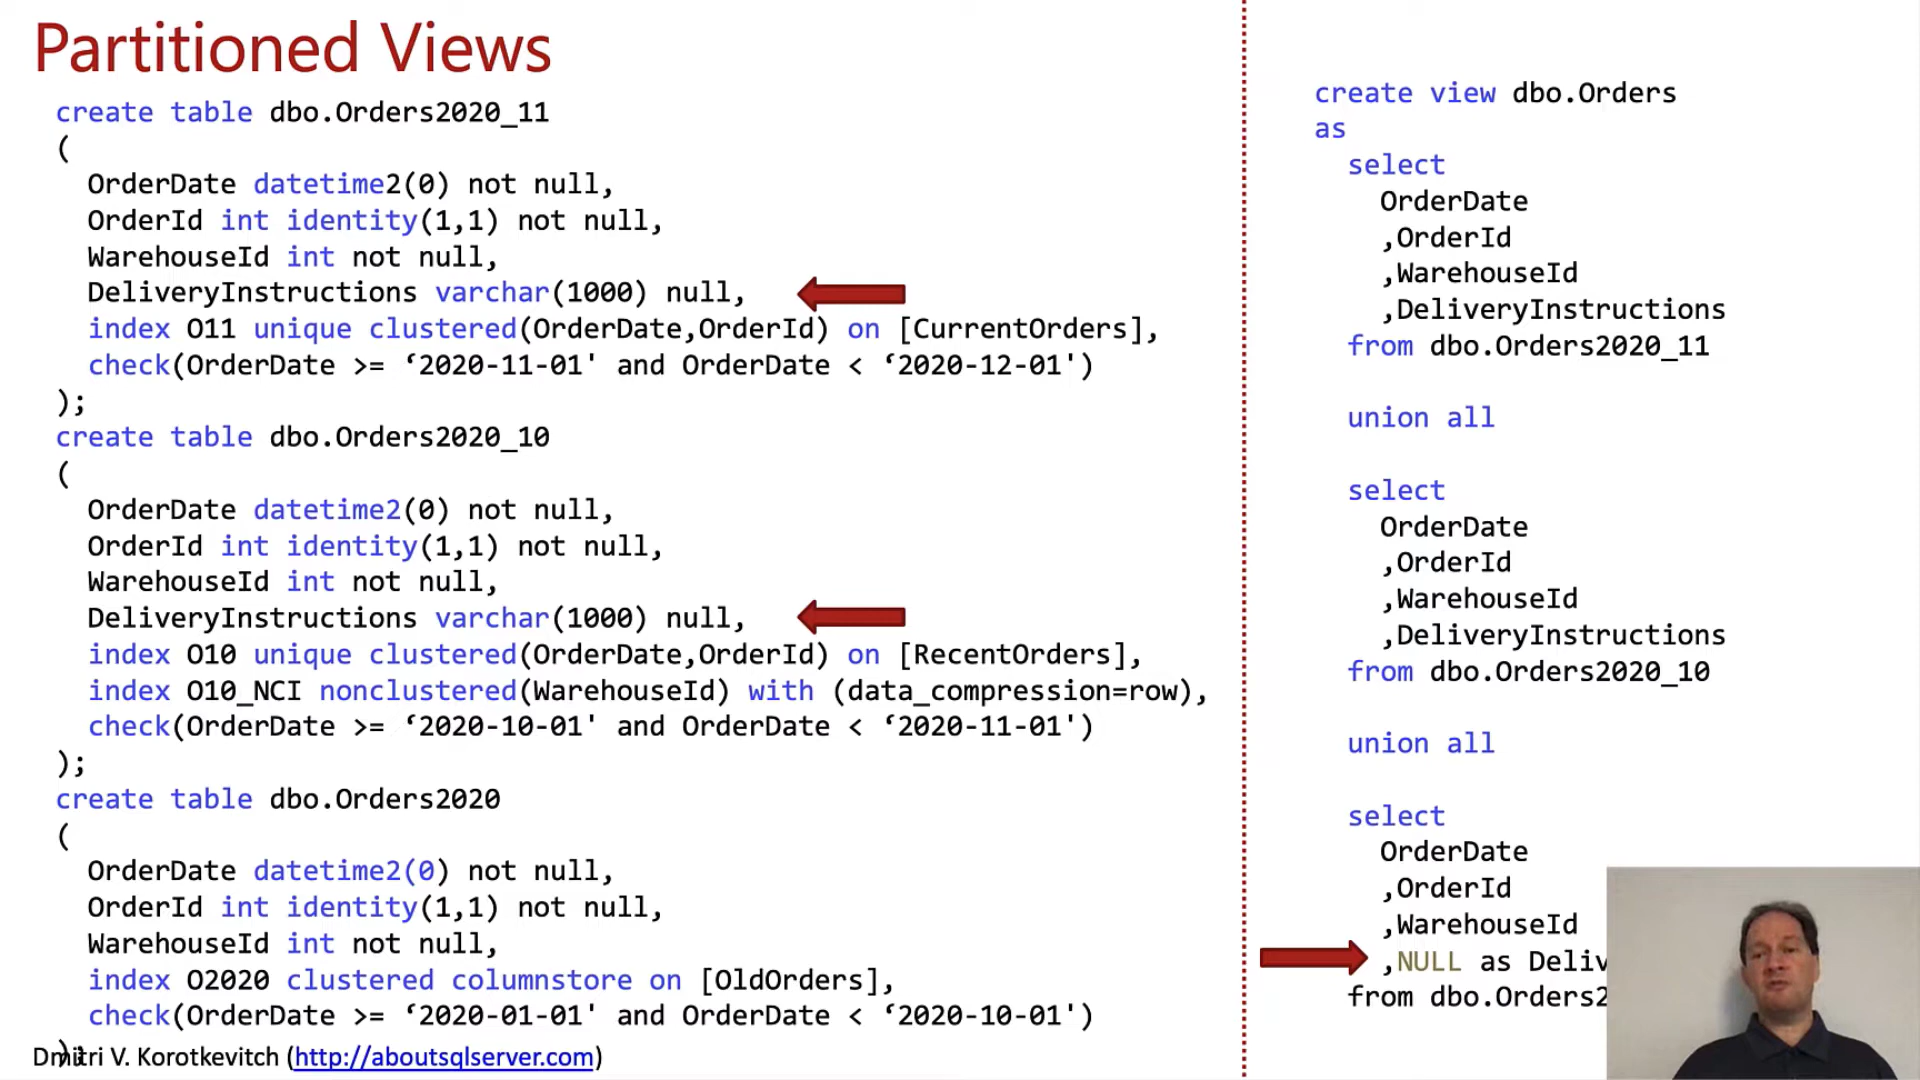 Partitioned Views
create table dbo.Orders2020_11
(
OrderDate datetime2(0) not null,
OrderId int identity(1,1) not null,
WarehouseId int not null,
DeliveryInstructions varchar(1000) null,
index O11 unique clustered(OrderDate,OrderId) on [CurrentOrders],
check(OrderDate >= ‘2020-11-01' and OrderDate < ‘2020-12-01')
);
create table dbo.Orders2020_10
(
OrderDate datetime2(0) not null,
OrderId int identity(1,1) not null,
WarehouseId int not null,
DeliveryInstructions varchar(1000) null,
index O10 unique clustered(OrderDate,OrderId) on [RecentOrders],
index O10_NCI nonclustered(WarehouseId) with (data_compression=row),
check(OrderDate >= ‘2020-10-01' and OrderDate < ‘2020-11-01')
);
create table dbo.Orders2020
(
OrderDate datetime2(0) not null,
OrderId int identity(1,1) not null,
WarehouseId int not null,
index O2020 clustered columnstore on [OldOrders],
check(OrderDate >= ‘2020-01-01' and OrderDate < ‘2020-10-01')
);
Dmitri V. Korotkevitch (http://aboutsqlserver.com)
create view dbo.Orders
as
select
OrderDate
,OrderId
,WarehouseId
,DeliveryInstructions
from dbo.Orders2020_11
union all
select
OrderDate
,OrderId
,WarehouseId
,DeliveryInstructions
from dbo.Orders2020_10
union all
select
OrderDate
,OrderId
,WarehouseId
,NULL as
from